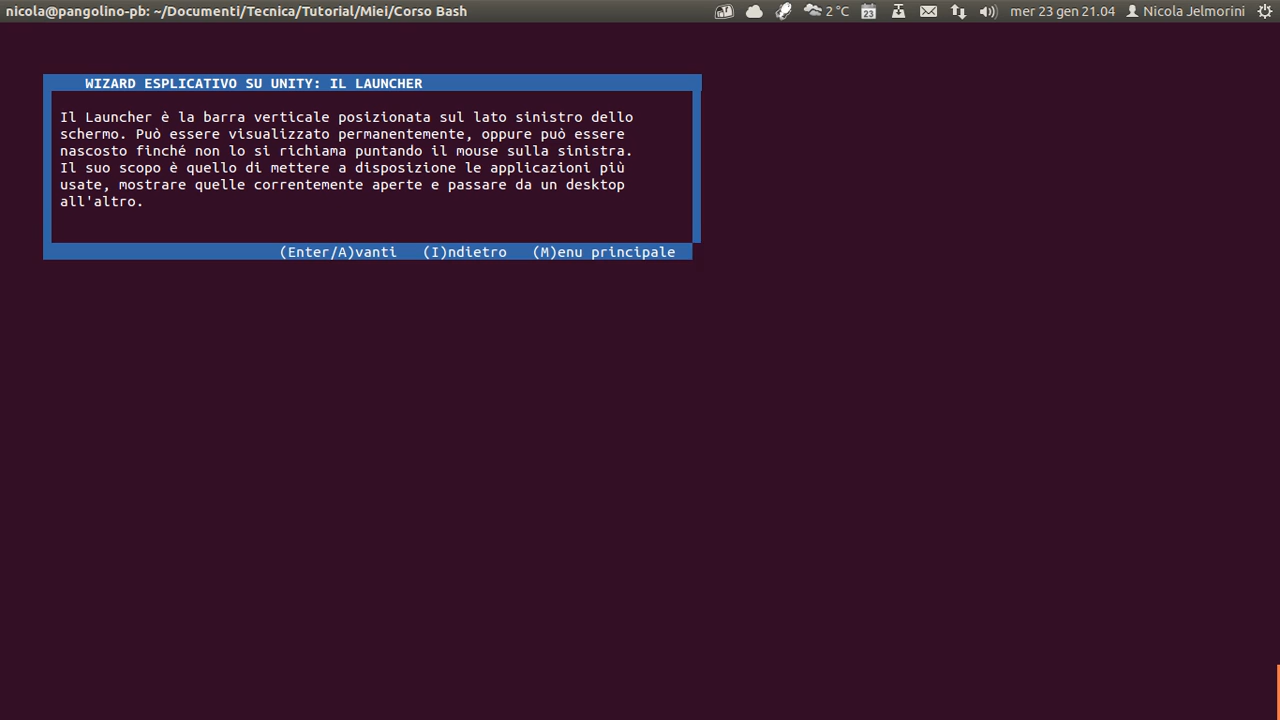 nicola@pangolino-pb: ~/Documenti/Tecnica/Tutorial/Miei/Corso Bash 2 °C 23 mer 23 gen 21.04 Nicola Jelmorini
WIZARD ESPLICATIVO SU UNITY: IL LAUNCHER
Il Launcher è la barra verticale posizionata sul lato sinistro dello
schermo. Può essere visualizzato permanentemente, oppure può essere
nascosto finché non lo si richiama puntando il mouse sulla sinistra.
Il suo scopo è quello di mettere a disposizione le applicazioni più
usate, mostrare quelle correntemente aperte e passare da un desktop
all'altro.
(Enter/A)vanti (I)ndietro (M)enu principale